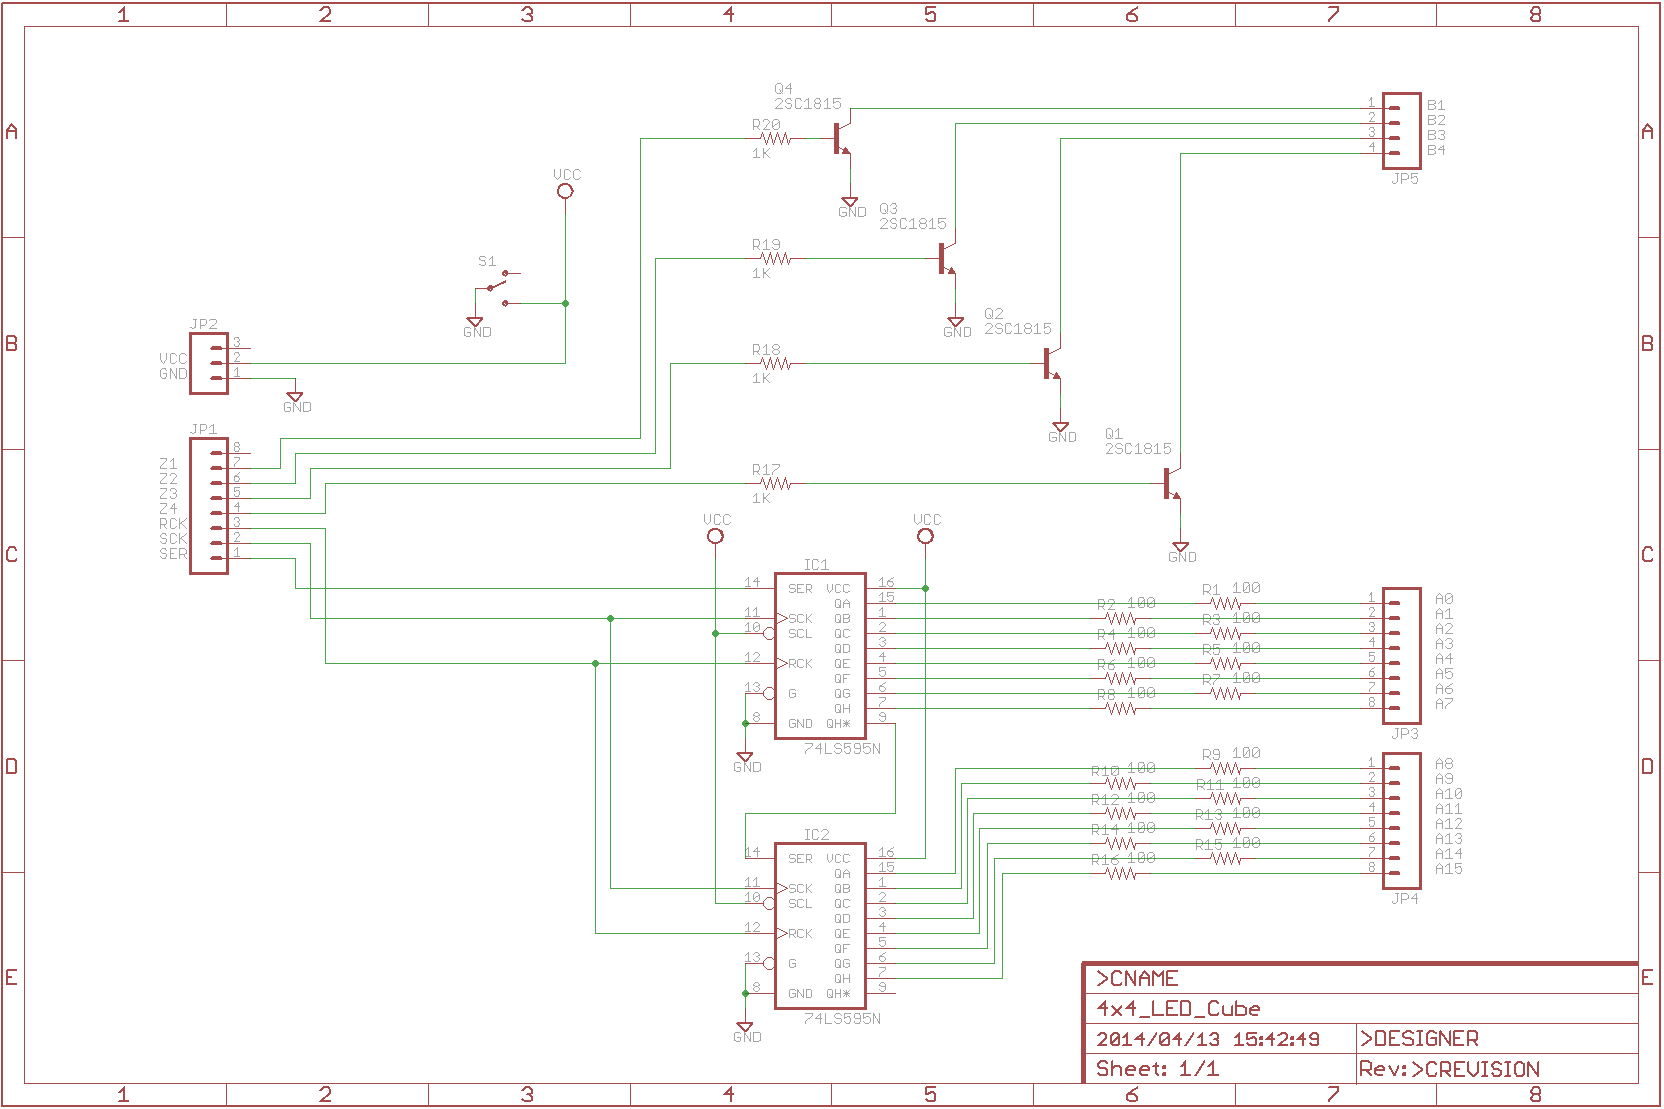 1 2 3 4 5 6 7 8
A A
B B
C C
D D
E E
Q4
2SC1815
R20
1K
GND
1 B1
2 B2
3 B3
4 B4
JP5
VCC
S1
GND
Q3
2SC1815
R19
1K
GND
Q2
2SC1815
R18
1K
GND
JP2
3
VCC 2
GND 1
GND
Q1
2SC1815
R17
1K
GND
JP1
8
Z1 7
Z2 6
Z3 5
Z4 4
RCK 3
SCK 2
SER 1
VCC VCC
IC1
14 SER VCC 16
QA 15
11 SCK QB 1
10 SCL QC 2
QD 3
12 RCK QE 4
QF 5
13 G QG 6
QH 7
8 GND QH* 9
74LS595N
GND
R1 100
R2 100
R3 100
R4 100
R5 100
R6 100
R7 100
R8 100
1 A0
2 A1
3 A2
4 A3
5 A4
6 A5
7 A6
8 A7
JP3
IC2
14 SER VCC 16
QA 15
11 SCK QB 1
10 SCL QC 2
QD 3
12 RCK QE 4
QF 5
13 G QG 6
QH 7
8 GND QH* 9
74LS595N
GND
R9 100
R10 100
R11 100
R12 100
R13 100
R14 100
R15 100
R16 100
1 A8
2 A9
3 A10
4 A11
5 A12
6 A13
7 A14
8 A15
JP4
>CNAME
4x4_LED_Cube
2014/04/13 15:42:49 >DESIGNER
Sheet: 1/1 Rev:>CREVISION
1 2 3 4 5 6 7 8